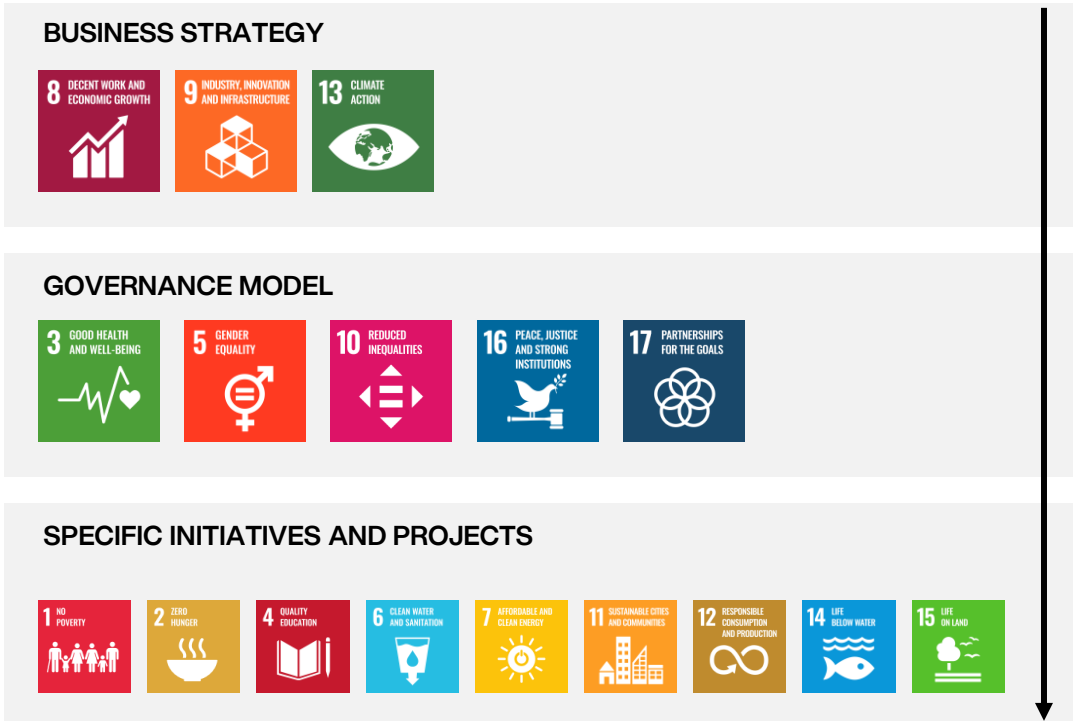 BUSINESS STRATEGY
8 DECENT WORK AND
ECONOMIC GROWTH
9 INDUSTRY, INNOVATION
AND INFRASTRUCTURE
13 CLIMATE
ACTION
GOVERNANCE MODEL
3 GOOD HEALTH
AND WELL-BEING
5 GENDER
EQUALITY
10 REDUCED
INEQUALITIES
16 PEACE, JUSTICE
AND STRONG
INSTITUTIONS
17 PARTNERSHIPS
FOR THE GOALS
SPECIFIC INITIATIVES AND PROJECTS
1 NO
POVERTY
2 ZERO
HUNGER
4 QUALITY
EDUCATION
6 CLEAN WATER
AND SANITATION
7 AFFORDABLE AND
CLEAN ENERGY
11 SUSTAINABLE CITIES
AND COMMUNITIES
12 RESPONSIBLE
CONSUMPTION
AND PRODUCTION
14 LIFE
BELOW WATER
15 LIFE
ON LAND